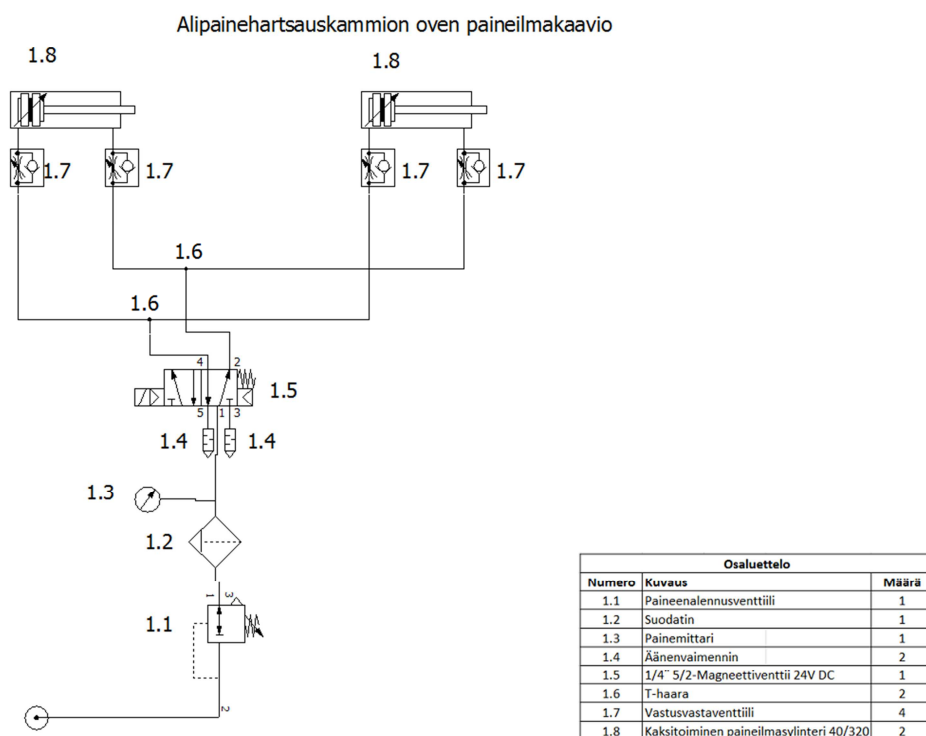 Alipainehartsauskammion oven paineilmakaavio
1.8
1.8
1.7
1.7
1.7
1.7
1.6
1.6
4
2
1.5
5
1
3
1.4
1.4
1.3
1.2
1
3
1.1
2
Osaluettelo
Numero Kuvaus Määrä
1.1 Paineenalennusventtiili 1
1.2 Suodatin 1
1.3 Painemittari 1
1.4 Äänenvaimennin 2
1.5 1/4¨ 5/2-Magneettiventtii 24V DC 1
1.6 T-haara 2
1.7 Vastusvastaventtiili 4
1.8 Kaksitoiminen paineilmasylinteri 40/320 2